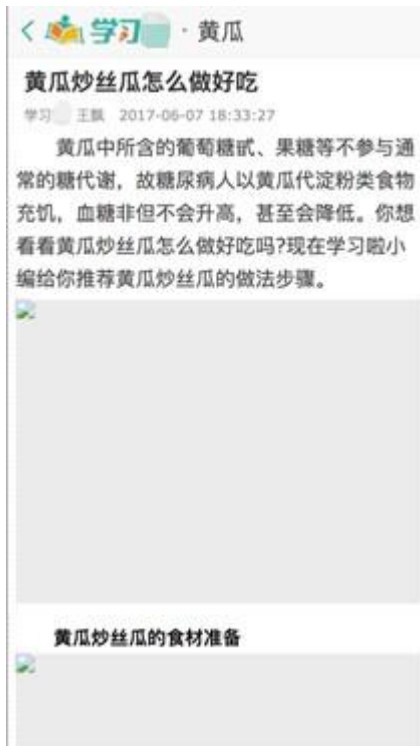 学习 · 黄瓜
黄瓜炒丝瓜怎么做好吃
学习 王飘 2017-06-07 18:33:27
黄瓜中所含的葡萄糖甙、果糖等不参与通
常的糖代谢，故糖尿病人以黄瓜代淀粉类食物
充饥，血糖非但不会升高，甚至会降低。你想
看看黄瓜炒丝瓜怎么做好吃吗?现在学习啦小
编给你推荐黄瓜炒丝瓜的做法步骤。
黄瓜炒丝瓜的食材准备